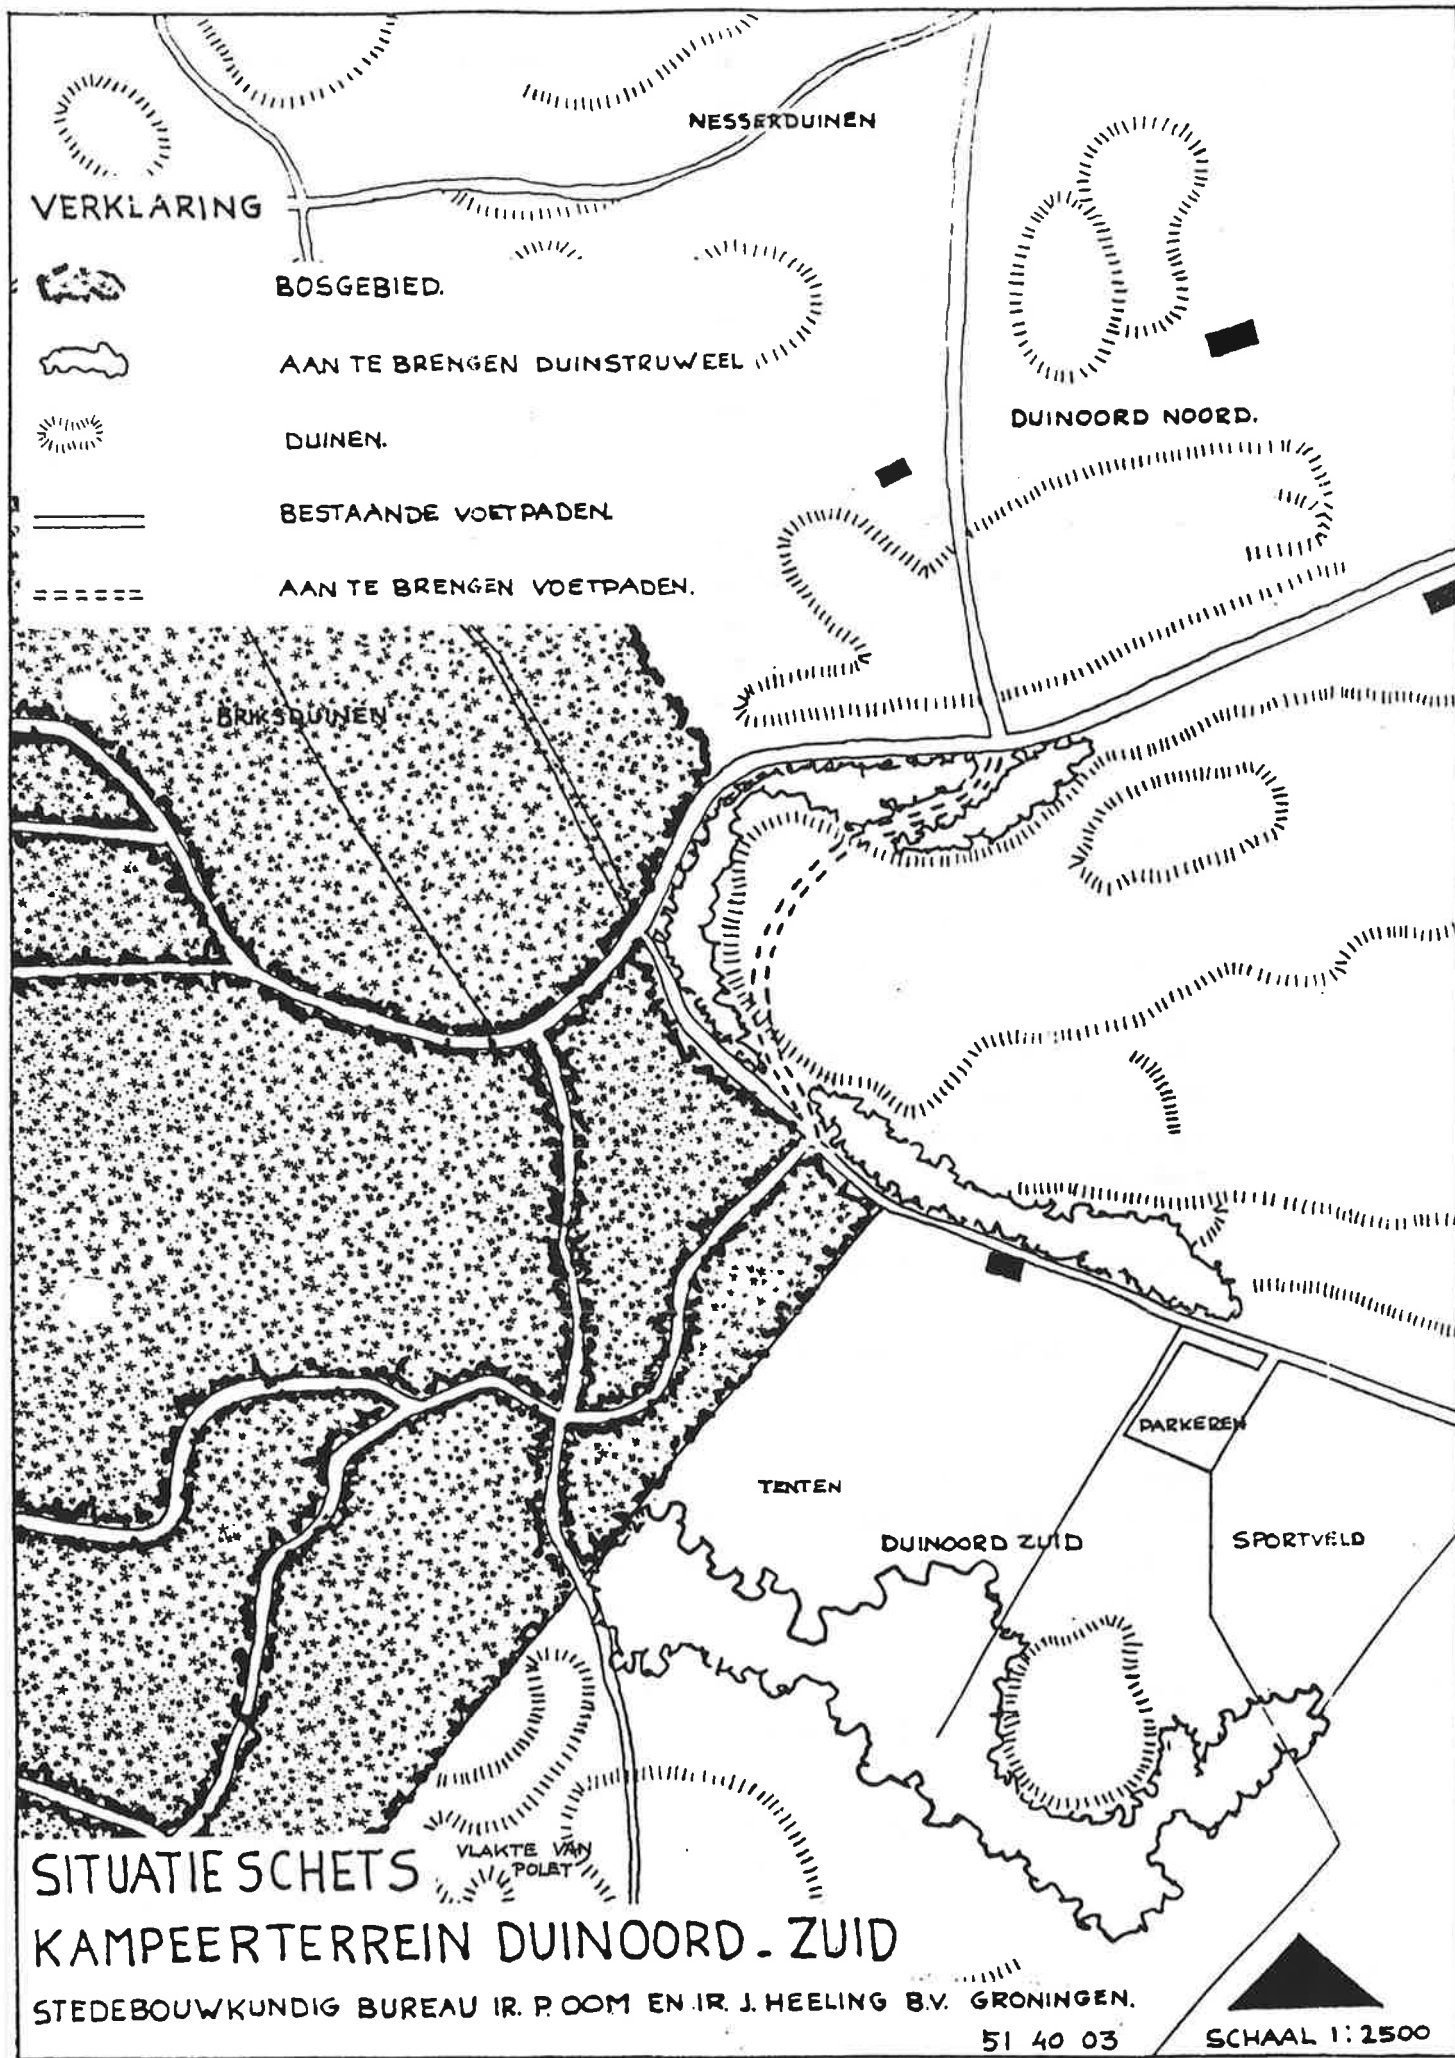 NESSERDUINEN
VERKLARING
BOSGEBIED.
AAN TE BRENGEN DUINSTRUWEEL
DUINEN.
BESTAANDE VOETPADEN.
AAN TE BRENGEN VOETPADEN.
DUINOORD NOORD.
BRIKSDUINEN
PARKEREN
TENTEN
DUINOORD ZUID
SPORTVELD
VLAKTE VAN
POLET
SITUATIESCHETS
KAMPEERTERREIN DUINOORD-ZUID
STEDEBOUWKUNDIG BUREAU IR. P. OOM EN IR. J. HEELING B.V. GRONINGEN.
51 40 03
SCHAAL 1:2500